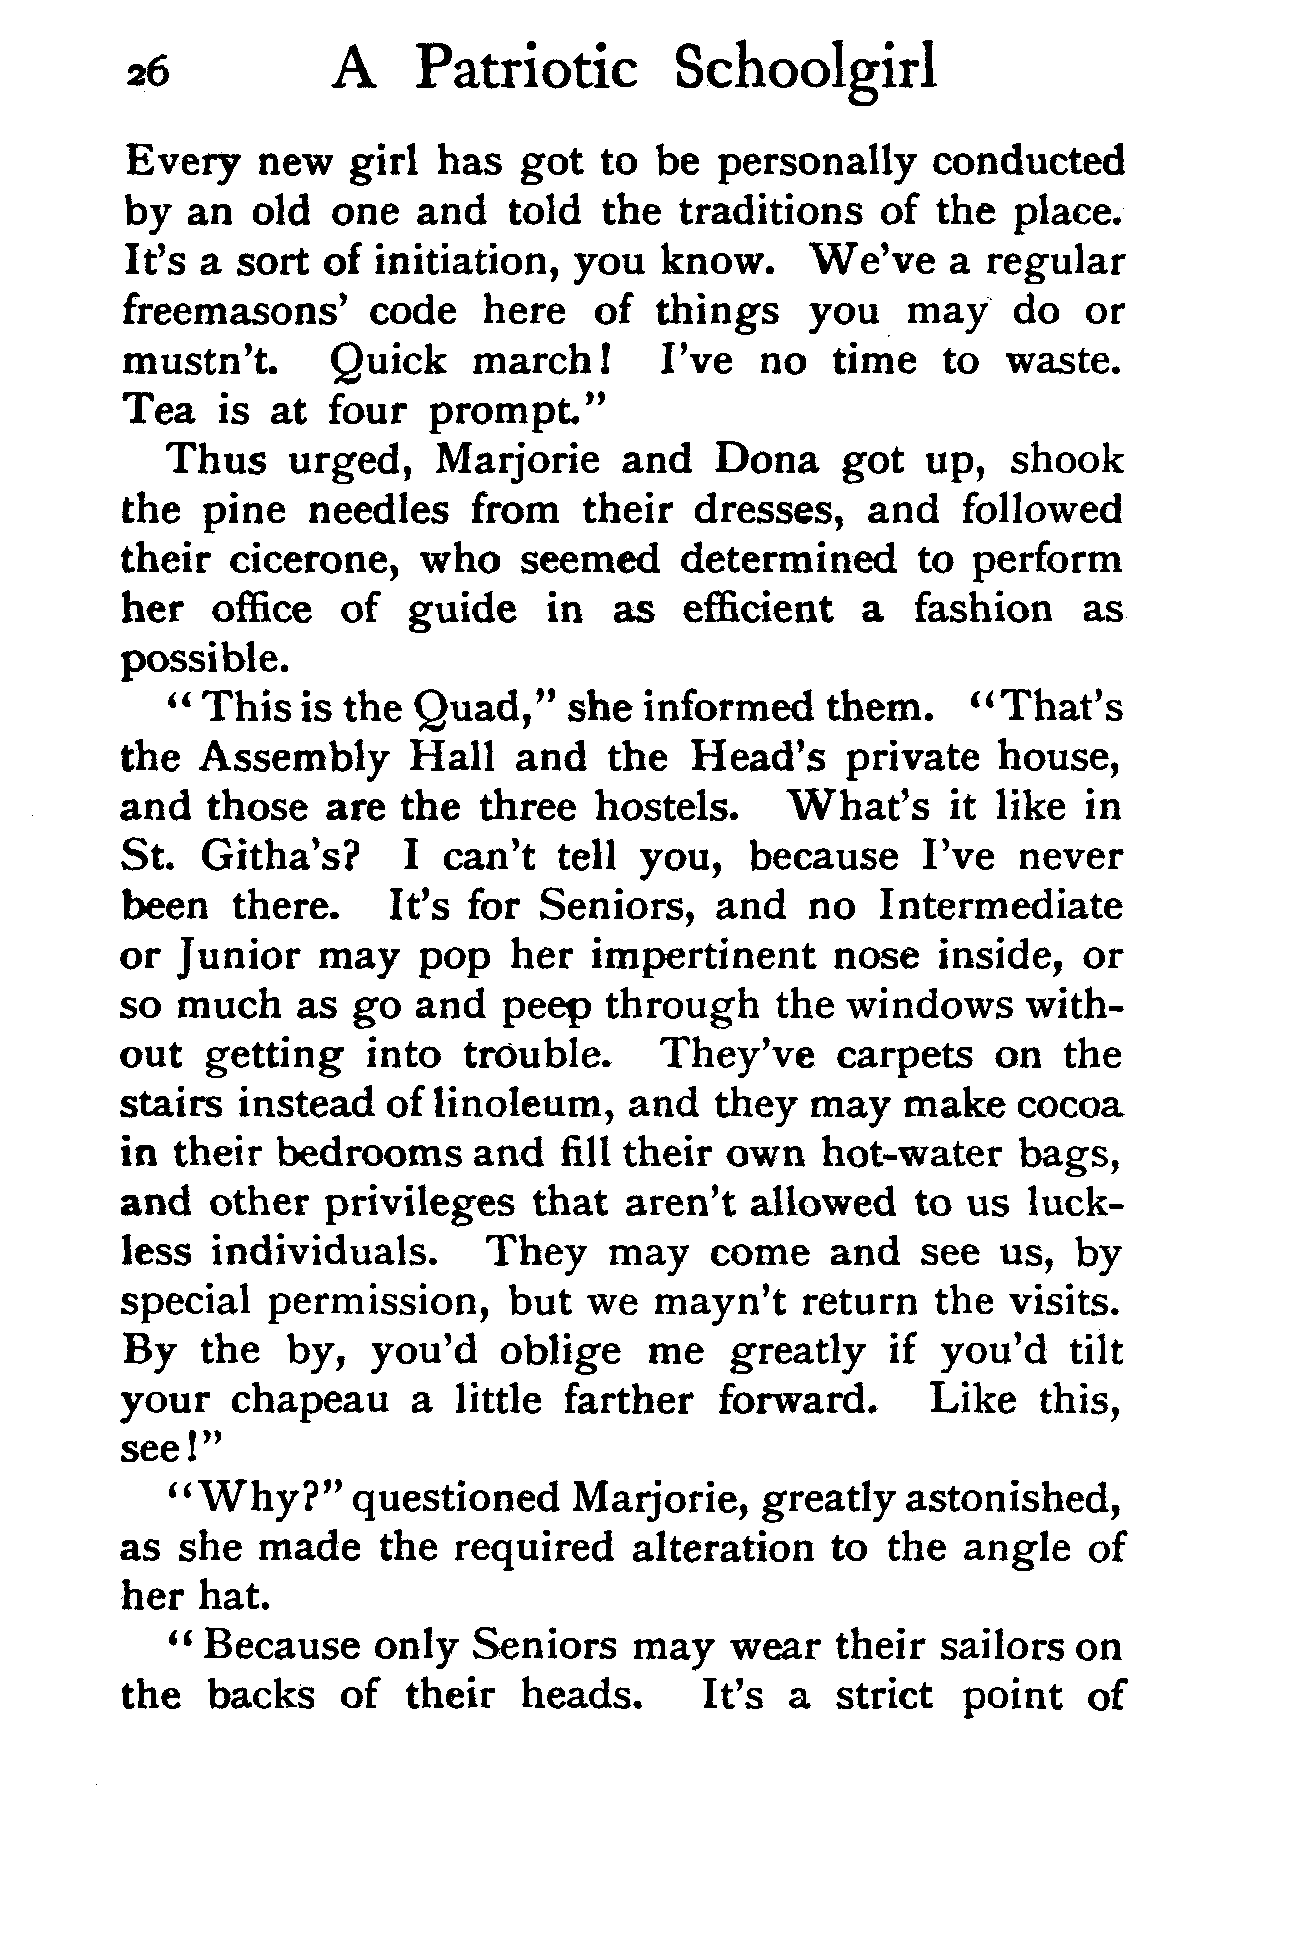 26 A Patriotic Schoolgirl
Every new girl has got to be personally conducted
by an old one and told the traditions of the place.
It's a sort of initiation, you know. We've a regular
freemasons' code here of things you may do or
mustn't. Quick march! I've no time to waste.
Tea is at four prompt."
Thus urged, Marjorie and Dona got up, shook
the pine needles from their dresses, and followed
their cicerone, who seemed determined to perform
her office of guide in as efficient a fashion as
possible.
"This is the Quad," she informed them. "That's
the Assembly Hall and the Head's private house,
and those are the three hostels. What's it like in
St. Githa's? I can't tell you, because I've never
been there. It's for Seniors, and no Intermediate
or Junior may pop her impertinent nose inside, or
so much as go and peep through the windows with-
out getting into trouble. They've carpets on the
stairs instead of linoleum, and they may make cocoa
in their bedrooms and fill their own hot-water bags,
and other privileges that aren't allowed to us luck-
less individuals. They may come and see us, by
special permission, but we mayn't return the visits.
By the by, you'd oblige me greatly if you'd tilt
your chapeau a little farther forward. Like this,
see!"
"Why?" questioned Marjorie, greatly astonished,
as she made the required alteration to the angle of
her hat.
"Because only Seniors may wear their sailors on
the backs of their heads. It's a strict point of